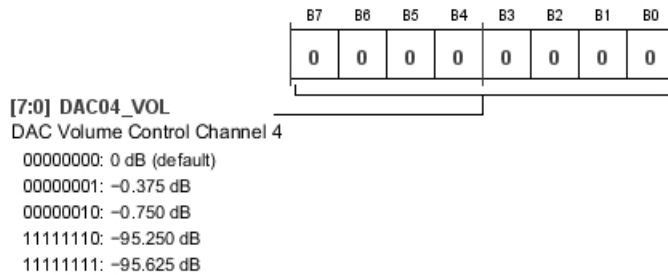 B7 B6 B5 B4 B3 B2 B1 B0
0 0 0 0 0 0 0 0
[7:0] DAC04_VOL
DAC Volume Control Channel 4
00000000: 0 dB (default)
00000001: −0.375 dB
00000010: −0.750 dB
11111110: −95.250 dB
11111111: −95.625 dB